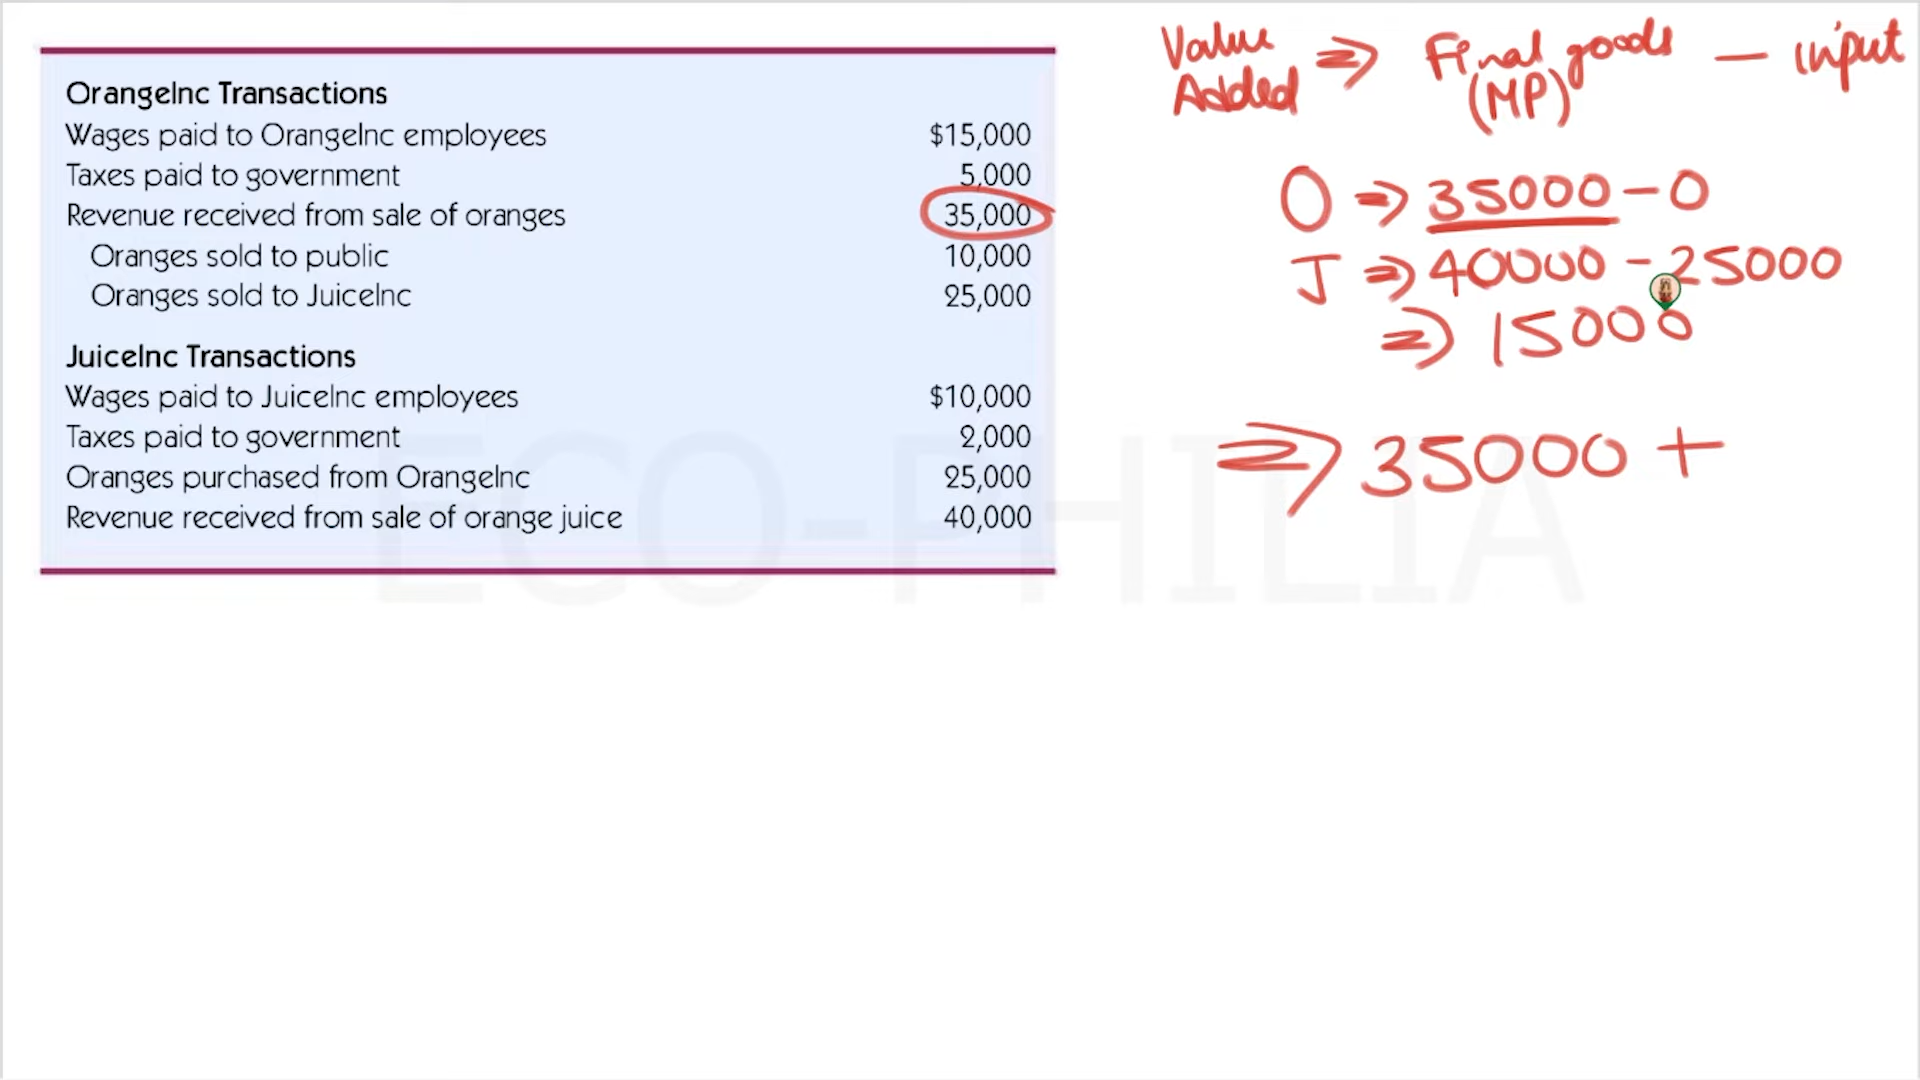 OrangeInc Transactions
Wages paid to OrangeInc employees $15,000
Taxes paid to government 5,000
Revenue received from sale of oranges 35,000
Oranges sold to public 10,000
Oranges sold to JuiceInc 25,000
JuiceInc Transactions
Wages paid to JuiceInc employees $10,000
Taxes paid to government 2,000
Oranges purchased from OrangeInc 25,000
Revenue received from sale of orange juice 40,000
Value Added ⇒ Final goods (MP) – input
O ⇒ 35000 – 0
J ⇒ 40000 – 25000
⇒ 15000
⇒ 35000 +
ECO-PHILIA